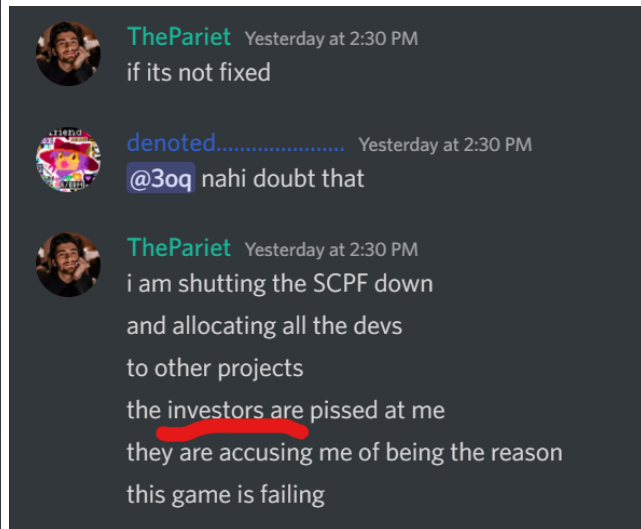 ThePariet Yesterday at 2:30 PM
if its not fixed
denoted..................... Yesterday at 2:30 PM
@3oq nahi doubt that
ThePariet Yesterday at 2:30 PM
i am shutting the SCPF down
and allocating all the devs
to other projects
the investors are pissed at me
they are accusing me of being the reason
this game is failing